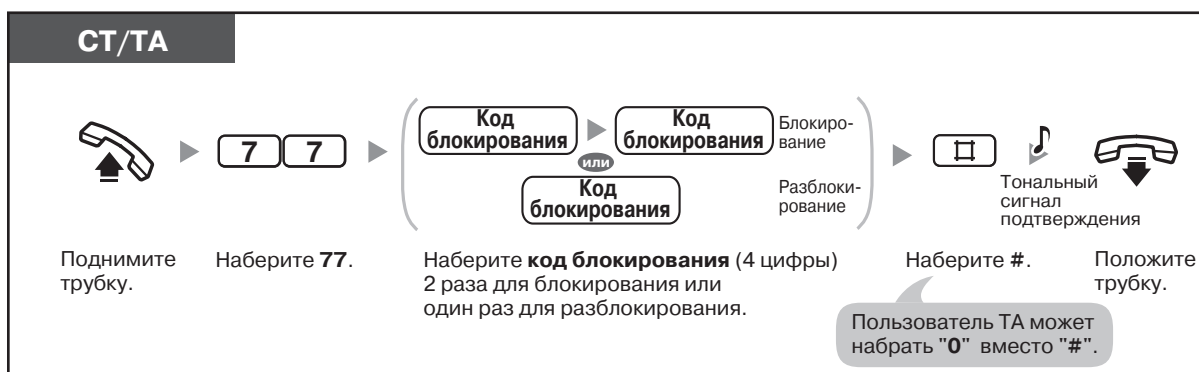 СТ/ТА
7 7
Код
блокирования
Код
блокирования
Блокиро-
вание
или
Код
блокирования
Разблоки-
рование
Тональный
сигнал
подтверждения
Поднимите
трубку.
Наберите 77.
Наберите код блокирования (4 цифры)
2 раза для блокирования или
один раз для разблокирования.
Наберите #.
Положите
трубку.
Пользователь ТА может
набрать "0" вместо "#".